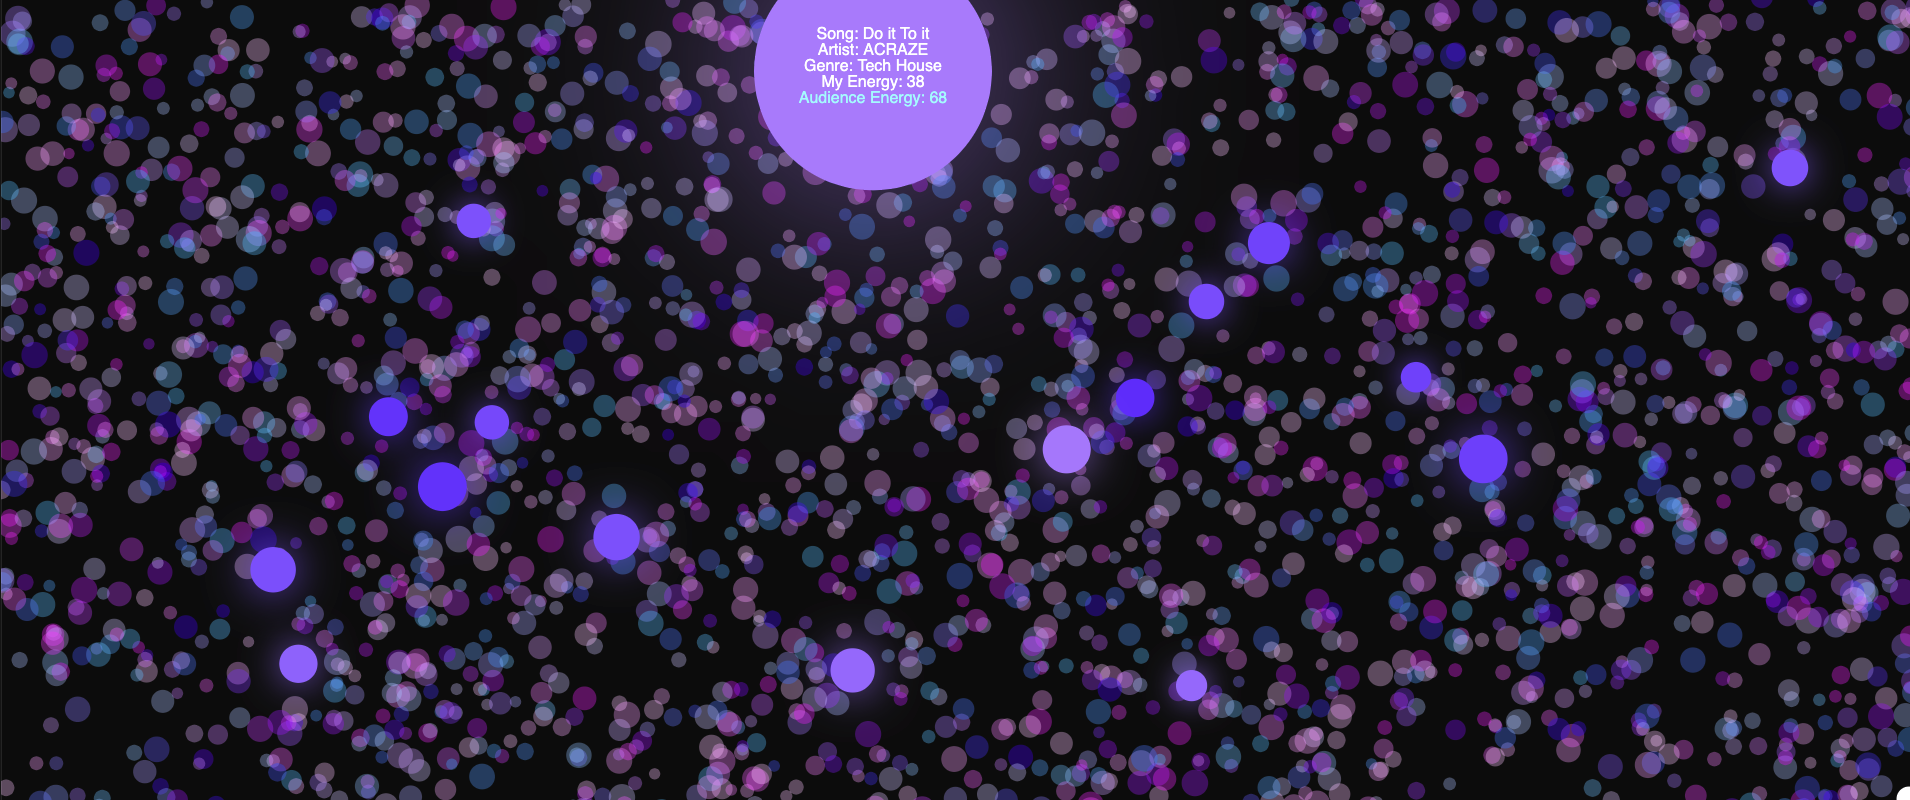 Song: Do it To it
Artist: ACRAZE
Genre: Tech House
My Energy: 38
Audience Energy: 68